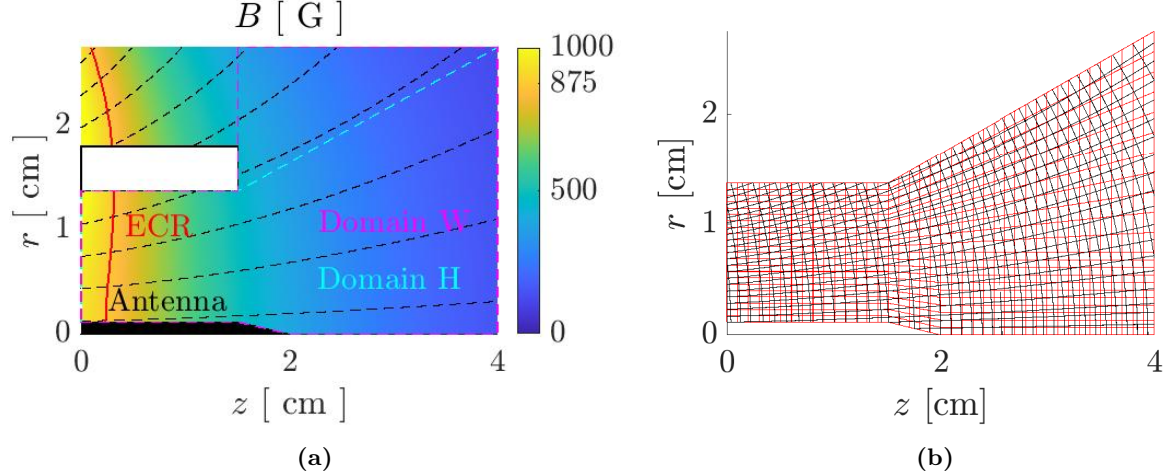 B [ G ]
1000
875
500
0
2
1
0
r [ cm ]
ECR
Domain W
Domain H
Antenna
0
2
4
z [ cm ]
(a)
2
1
0
r [cm]
0
2
4
z [cm]
(b)